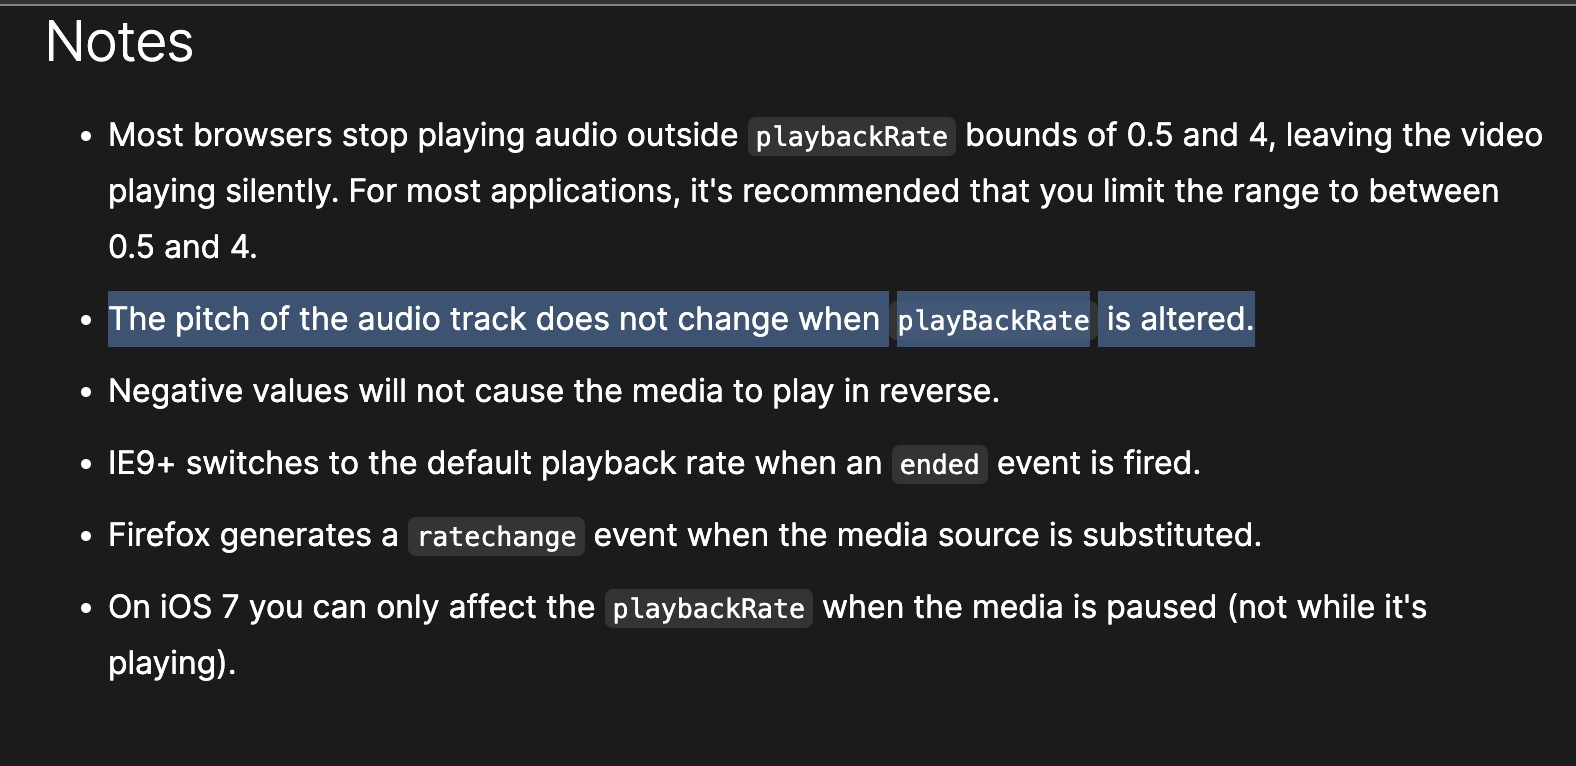 Notes
• Most browsers stop playing audio outside playbackRate bounds of 0.5 and 4, leaving the video
playing silently. For most applications, it's recommended that you limit the range to between
0.5 and 4.
• The pitch of the audio track does not change when playBackRate is altered.
• Negative values will not cause the media to play in reverse.
• IE9+ switches to the default playback rate when an ended event is fired.
• Firefox generates a ratechange event when the media source is substituted.
• On iOS 7 you can only affect the playbackRate when the media is paused (not while it's
playing).